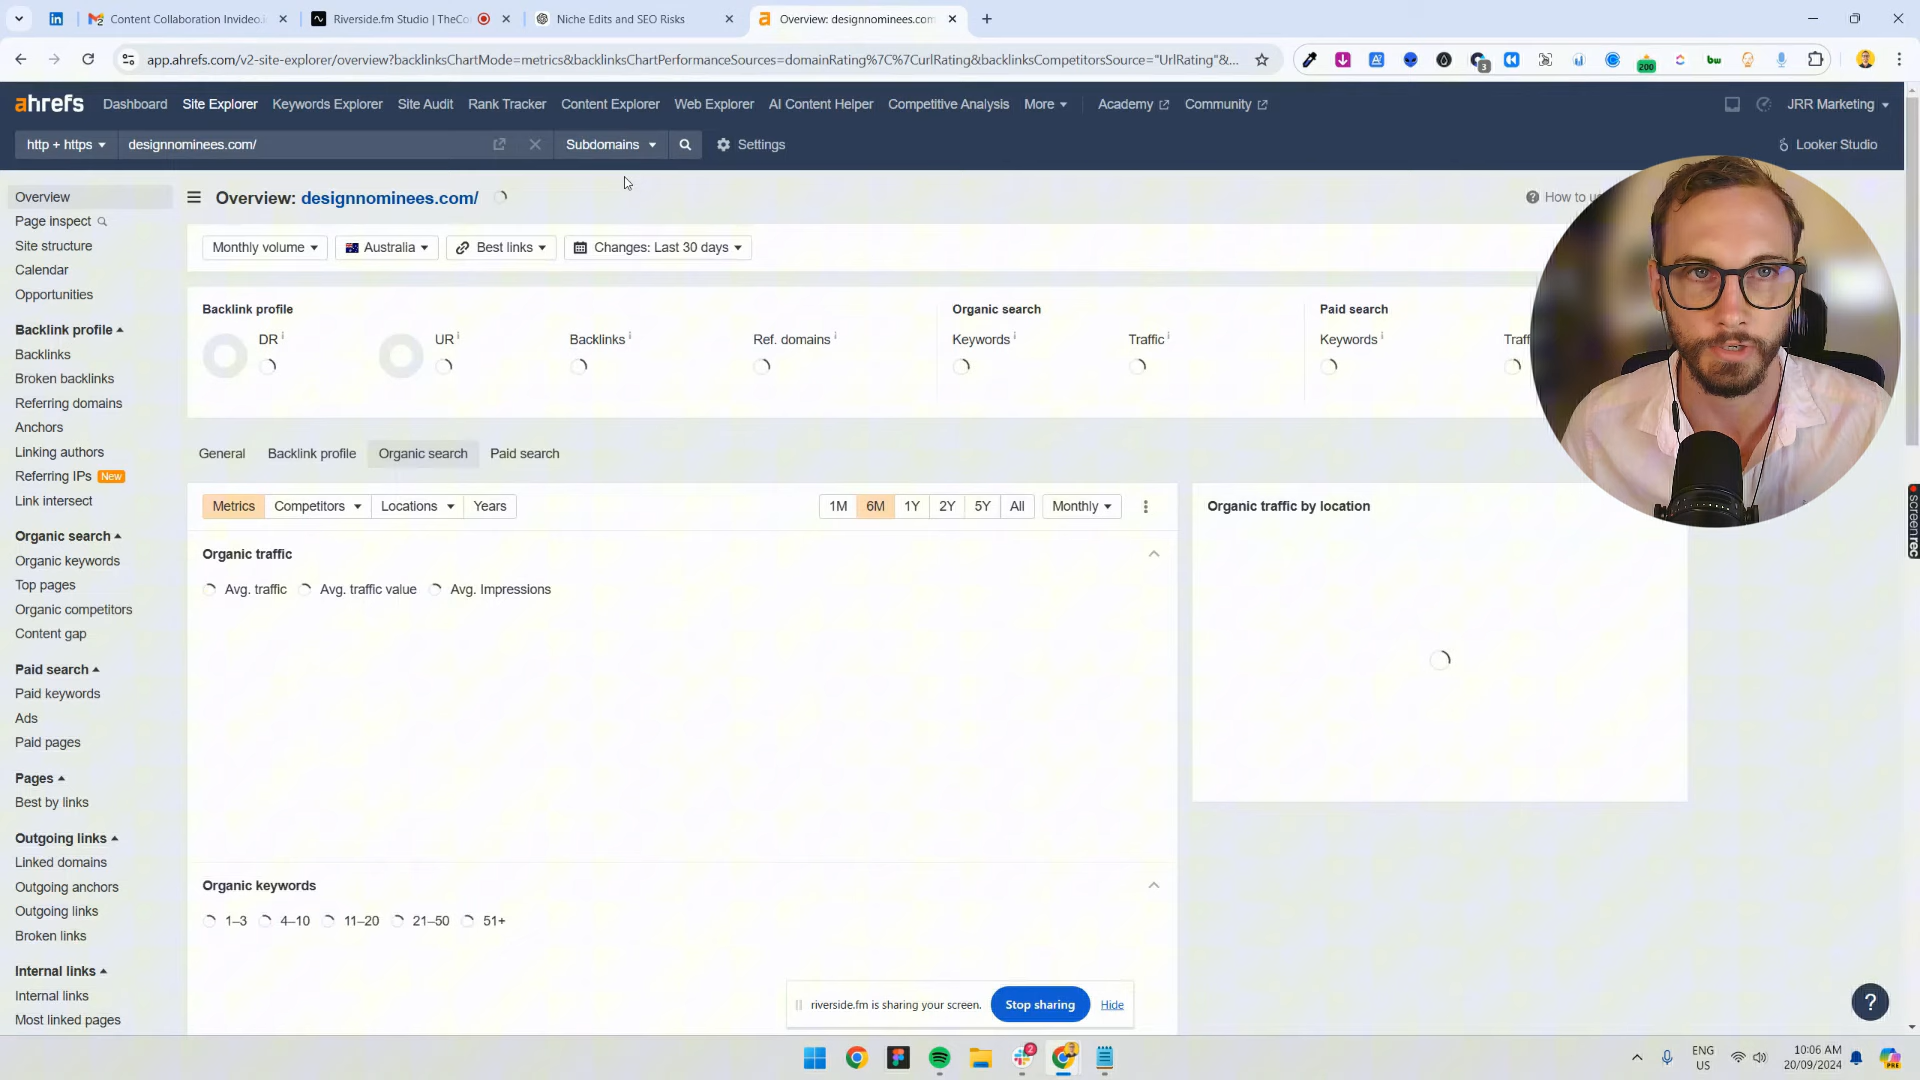 Content Collaboration Invideo.i
Riverside.fm Studio | TheCo
Niche Edits and SEO Risks
Overview: designnominees.com
app.ahrefs.com/v2-site-explorer/overview?backlinksChartMode=metrics&backlinksChartPerformanceSources=domainRating%7C%7CurlRating&backlinksCompetitorsSource="UrlRating"&...
3
200
bw
ahrefs
Dashboard
Site Explorer
Keywords Explorer
Site Audit
Rank Tracker
Content Explorer
Web Explorer
AI Content Helper
Competitive Analysis
More
Academy
Community
JRR Marketing
http + https
designnominees.com/
Subdomains
Settings
Looker Studio
Overview
Page inspect
Site structure
Calendar
Opportunities
Backlink profile
Backlinks
Broken backlinks
Referring domains
Anchors
Linking authors
Referring IPs New
Link intersect
Organic search
Organic keywords
Top pages
Organic competitors
Content gap
Paid search
Paid keywords
Ads
Paid pages
Pages
Best by links
Outgoing links
Linked domains
Outgoing anchors
Outgoing links
Broken links
Internal links
Internal links
Most linked pages
Overview: designnominees.com/
How to u
Monthly volume
Australia
Best links
Changes: Last 30 days
Backlink profile
DR
UR
Backlinks
Ref. domains
Organic search
Keywords
Traffic
Paid search
Keywords
Traff
General
Backlink profile
Organic search
Paid search
Metrics
Competitors
Locations
Years
1M
6M
1Y
2Y
5Y
All
Monthly
Organic traffic
Avg. traffic
Avg. traffic value
Avg. Impressions
Organic traffic by location
Organic keywords
1–3
4–10
11–20
21–50
51+
riverside.fm is sharing your screen.
Stop sharing
Hide
screenrec
?
2
ENG
US
10:06 AM
20/09/2024
PRE